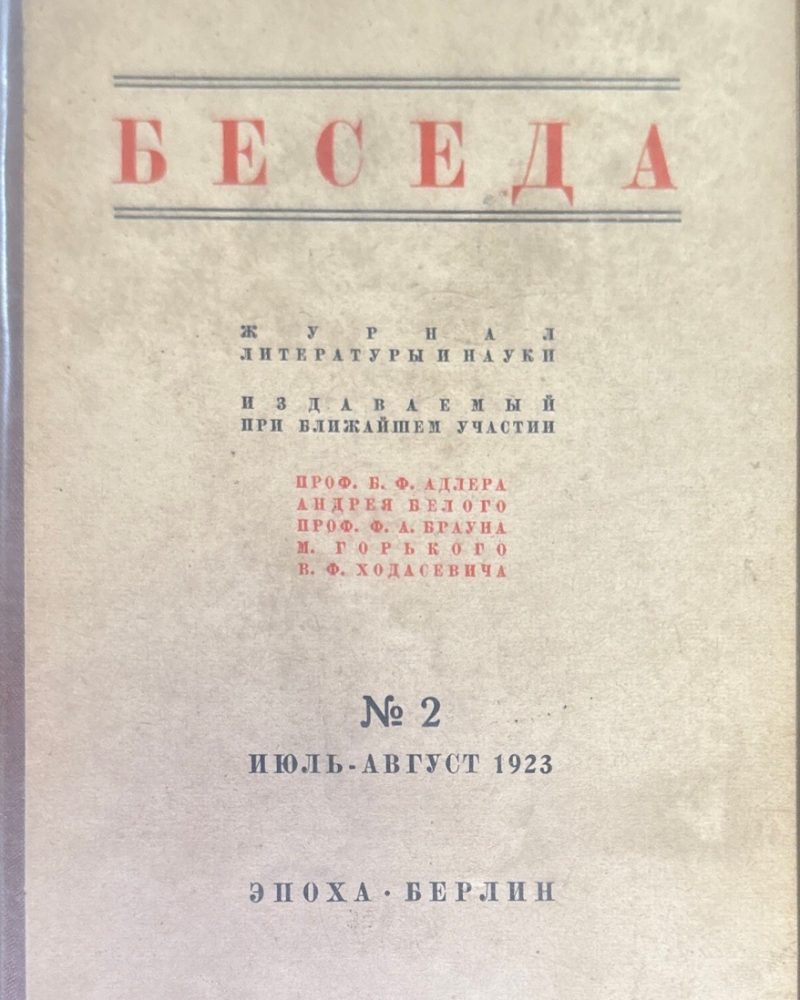 БЕСЕДА
ЖУРНАЛ
ЛИТЕРАТУРЫ И НАУКИ
ИЗДАВАЕМЫЙ
ПРИ БЛИЖАЙШЕМ УЧАСТИИ
ПРОФ. Б. Ф. АДЛЕРА
АНДРЕЯ БЕЛОГО
ПРОФ. Ф. А. БРАУНА
М. ГОРЬКОГО
В. Ф. ХОДАСЕВИЧА
№ 2
ИЮЛЬ-АВГУСТ 1923
ЭПОХА · БЕРЛИН